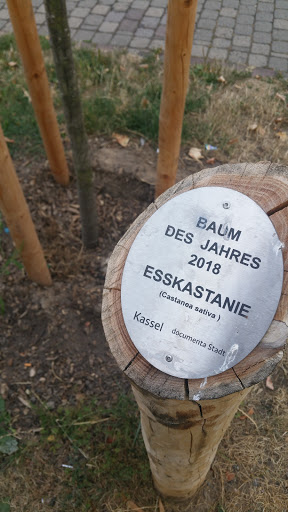 BAUM
DES JAHRES
2018
ESSKASTANIE
(Castanea sativa)
Kassel documenta Stadt